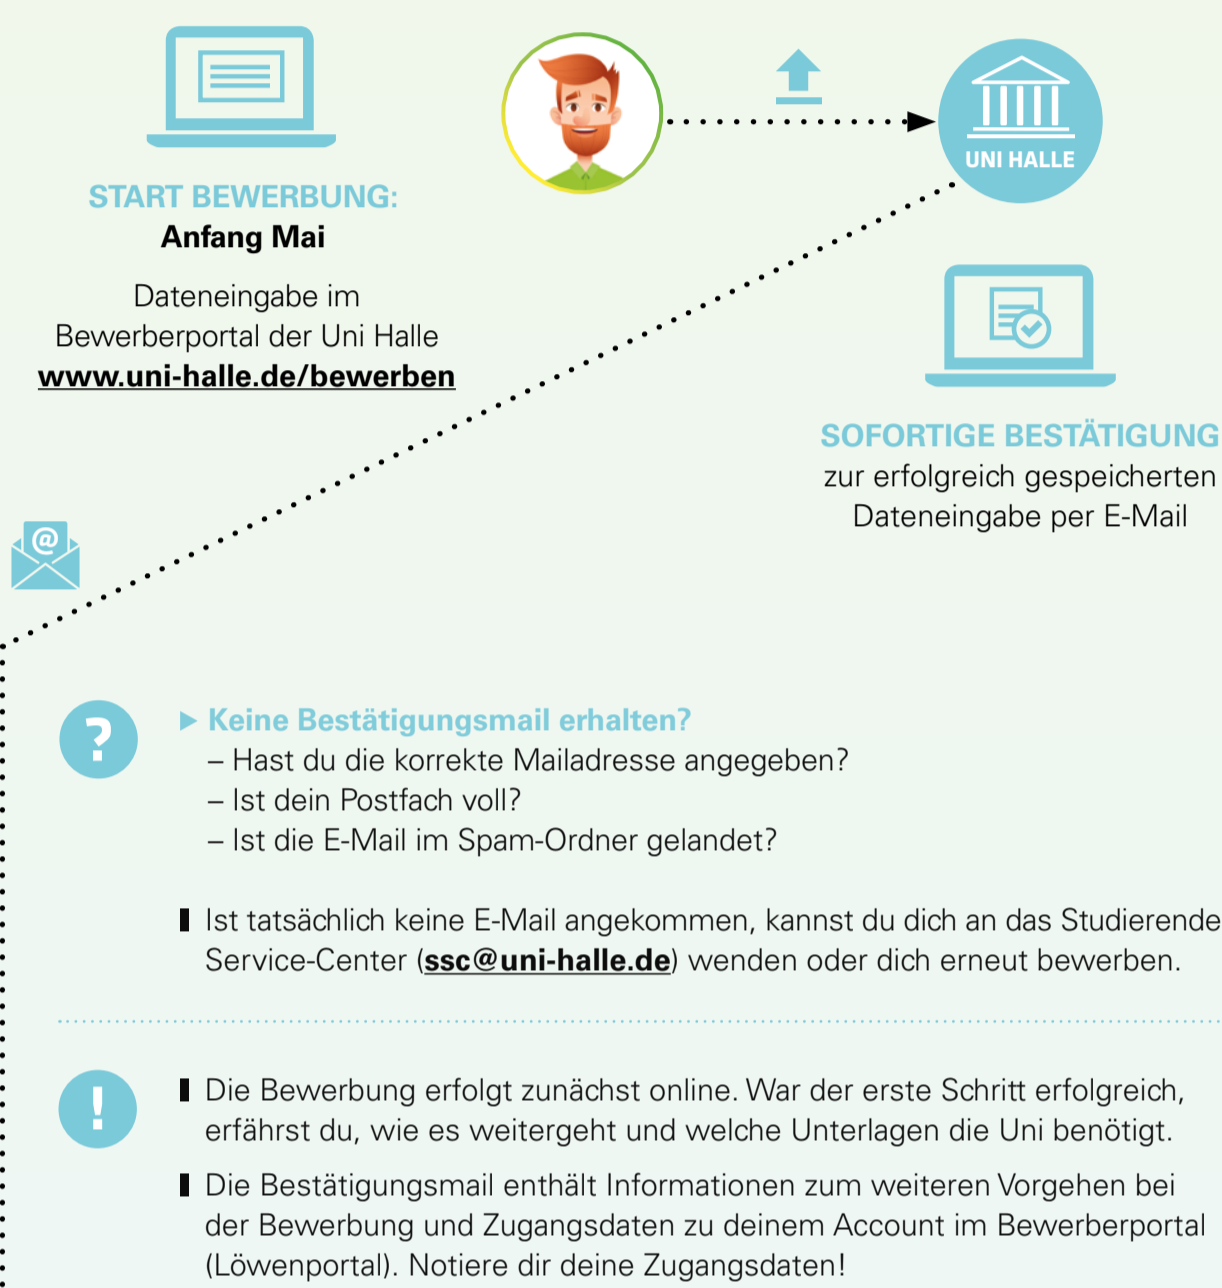 START BEWERBUNG:
Anfang Mai
Dateneingabe im
Bewerberportal der Uni Halle
www.uni-halle.de/bewerben
UNI HALLE
SOFORTIGE BESTÄTIGUNG
zur erfolgreich gespeicherten
Dateneingabe per E-Mail
@
?
▶ Keine Bestätigungsmail erhalten?
– Hast du die korrekte Mailadresse angegeben?
– Ist dein Postfach voll?
– Ist die E-Mail im Spam-Ordner gelandet?
Ist tatsächlich keine E-Mail angekommen, kannst du dich an das Studierende
Service-Center (ssc@uni-halle.de) wenden oder dich erneut bewerben.
!
Die Bewerbung erfolgt zunächst online. War der erste Schritt erfolgreich,
erfährst du, wie es weitergeht und welche Unterlagen die Uni benötigt.
Die Bestätigungsmail enthält Informationen zum weiteren Vorgehen bei
der Bewerbung und Zugangsdaten zu deinem Account im Bewerberportal
(Löwenportal). Notiere dir deine Zugangsdaten!